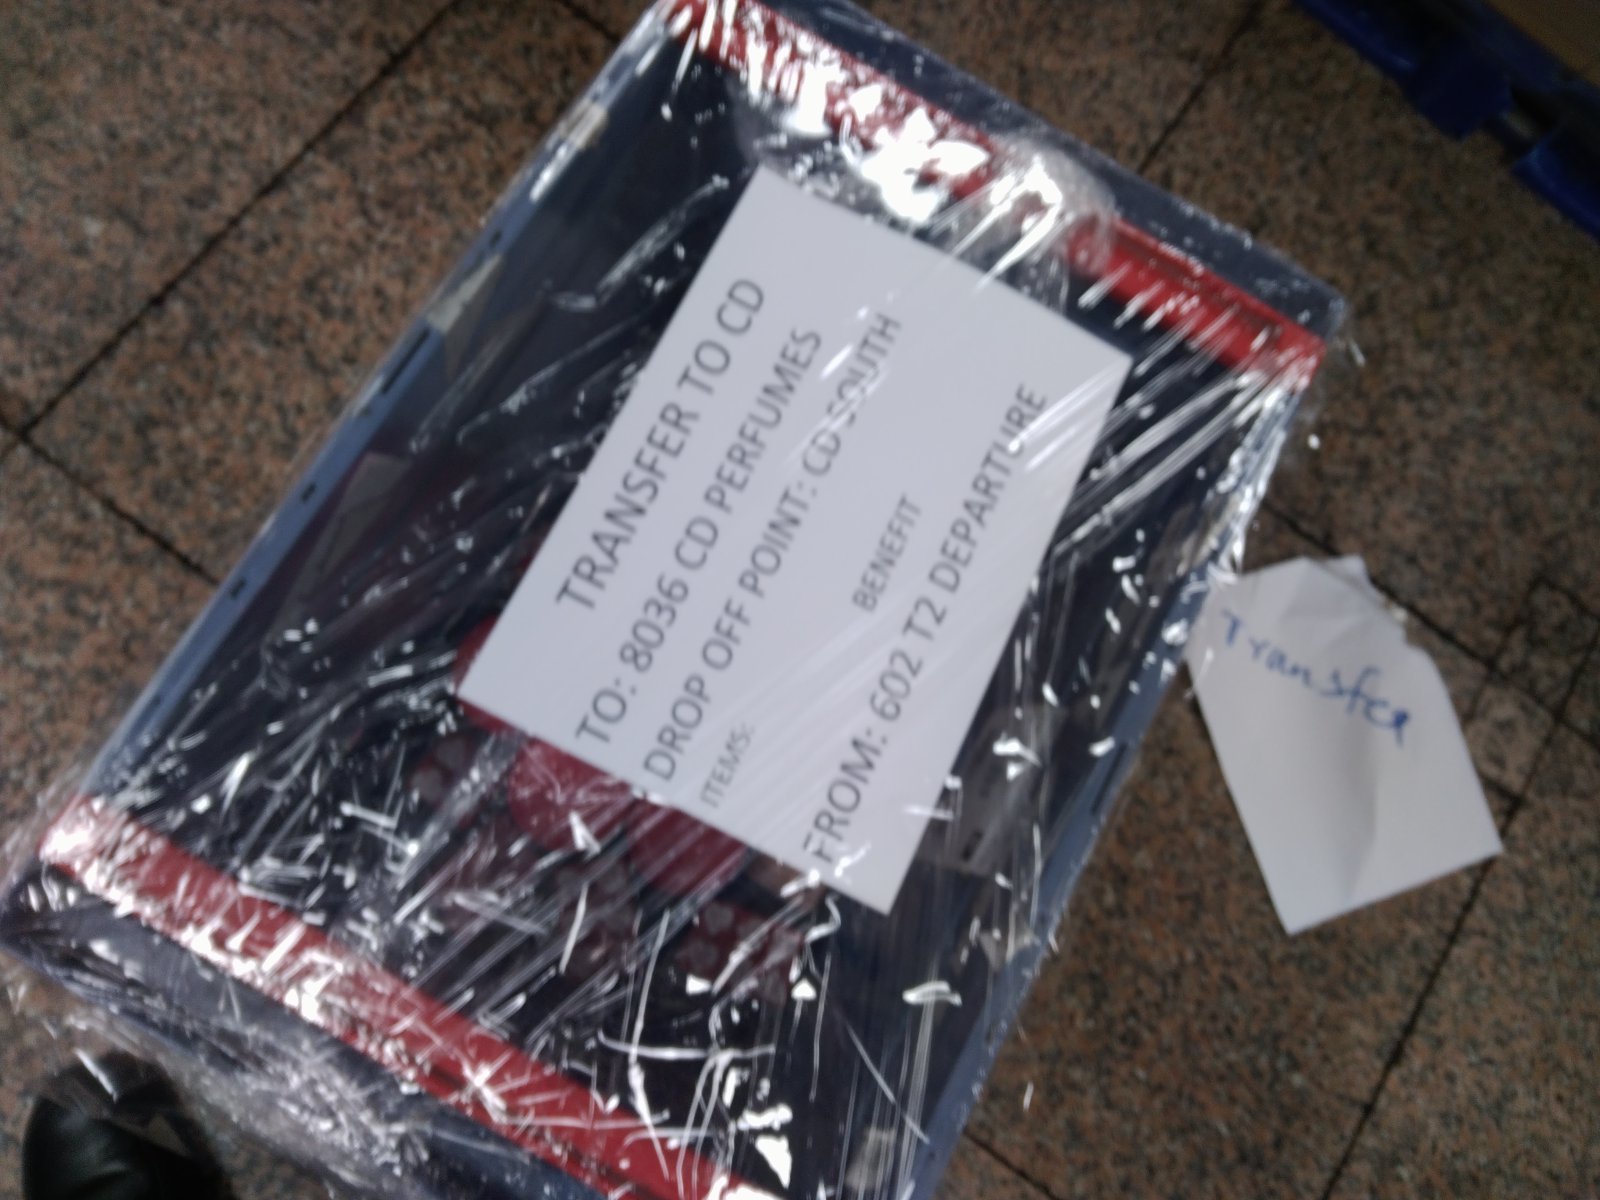 TRANSFER TO CD
TO: 8036 CD PERFUMES
DROP OFF POINT: CD SOUTH
ITEMS: BENEFIT
FROM: 602 T2 DEPARTURE
Transfer